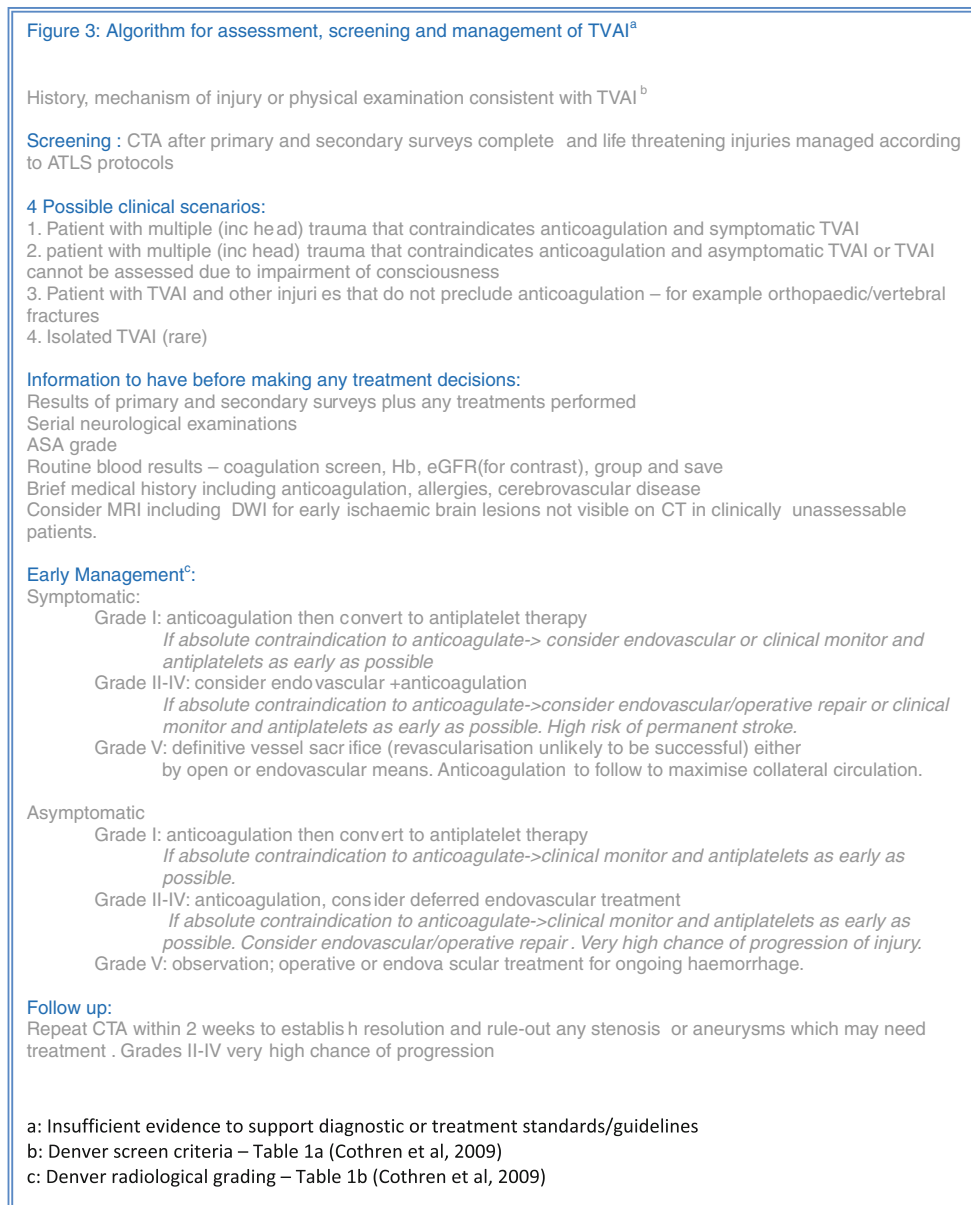 Figure 3: Algorithm for assessment, screening and management of TVAIa
History, mechanism of injury or physical examination consistent with TVAI b
Screening : CTA after primary and secondary surveys complete and life threatening injuries managed according
to ATLS protocols
4 Possible clinical scenarios:
1. Patient with multiple (inc head) trauma that contraindicates anticoagulation and symptomatic TVAI
2. patient with multiple (inc head) trauma that contraindicates anticoagulation and asymptomatic TVAI or TVAI
cannot be assessed due to impairment of consciousness
3. Patient with TVAI and other injuri es that do not preclude anticoagulation – for example orthopaedic/vertebral
fractures
4. Isolated TVAI (rare)
Information to have before making any treatment decisions:
Results of primary and secondary surveys plus any treatments performed
Serial neurological examinations
ASA grade
Routine blood results – coagulation screen, Hb, eGFR(for contrast), group and save
Brief medical history including anticoagulation, allergies, cerebrovascular disease
Consider MRI including DWI for early ischaemic brain lesions not visible on CT in clinically unassessable
patients.
Early Managementc:
Symptomatic:
Grade I: anticoagulation then convert to antiplatelet therapy
If absolute contraindication to anticoagulate-> consider endovascular or clinical monitor and
antiplatelets as early as possible
Grade II-IV: consider endovascular +anticoagulation
If absolute contraindication to anticoagulate->consider endovascular/operative repair or clinical
monitor and antiplatelets as early as possible. High risk of permanent stroke.
Grade V: definitive vessel sacr ifice (revascularisation unlikely to be successful) either
by open or endovascular means. Anticoagulation to follow to maximise collateral circulation.
Asymptomatic
Grade I: anticoagulation then convert to antiplatelet therapy
If absolute contraindication to anticoagulate->clinical monitor and antiplatelets as early as
possible.
Grade II-IV: anticoagulation, consider deferred endovascular treatment
If absolute contraindication to anticoagulate->clinical monitor and antiplatelets as early as
possible. Consider endovascular/operative repair . Very high chance of progression of injury.
Grade V: observation; operative or endova scular treatment for ongoing haemorrhage.
Follow up:
Repeat CTA within 2 weeks to establis h resolution and rule-out any stenosis or aneurysms which may need
treatment . Grades II-IV very high chance of progression
a: Insufficient evidence to support diagnostic or treatment standards/guidelines
b: Denver screen criteria – Table 1a (Cothren et al, 2009)
c: Denver radiological grading – Table 1b (Cothren et al, 2009)